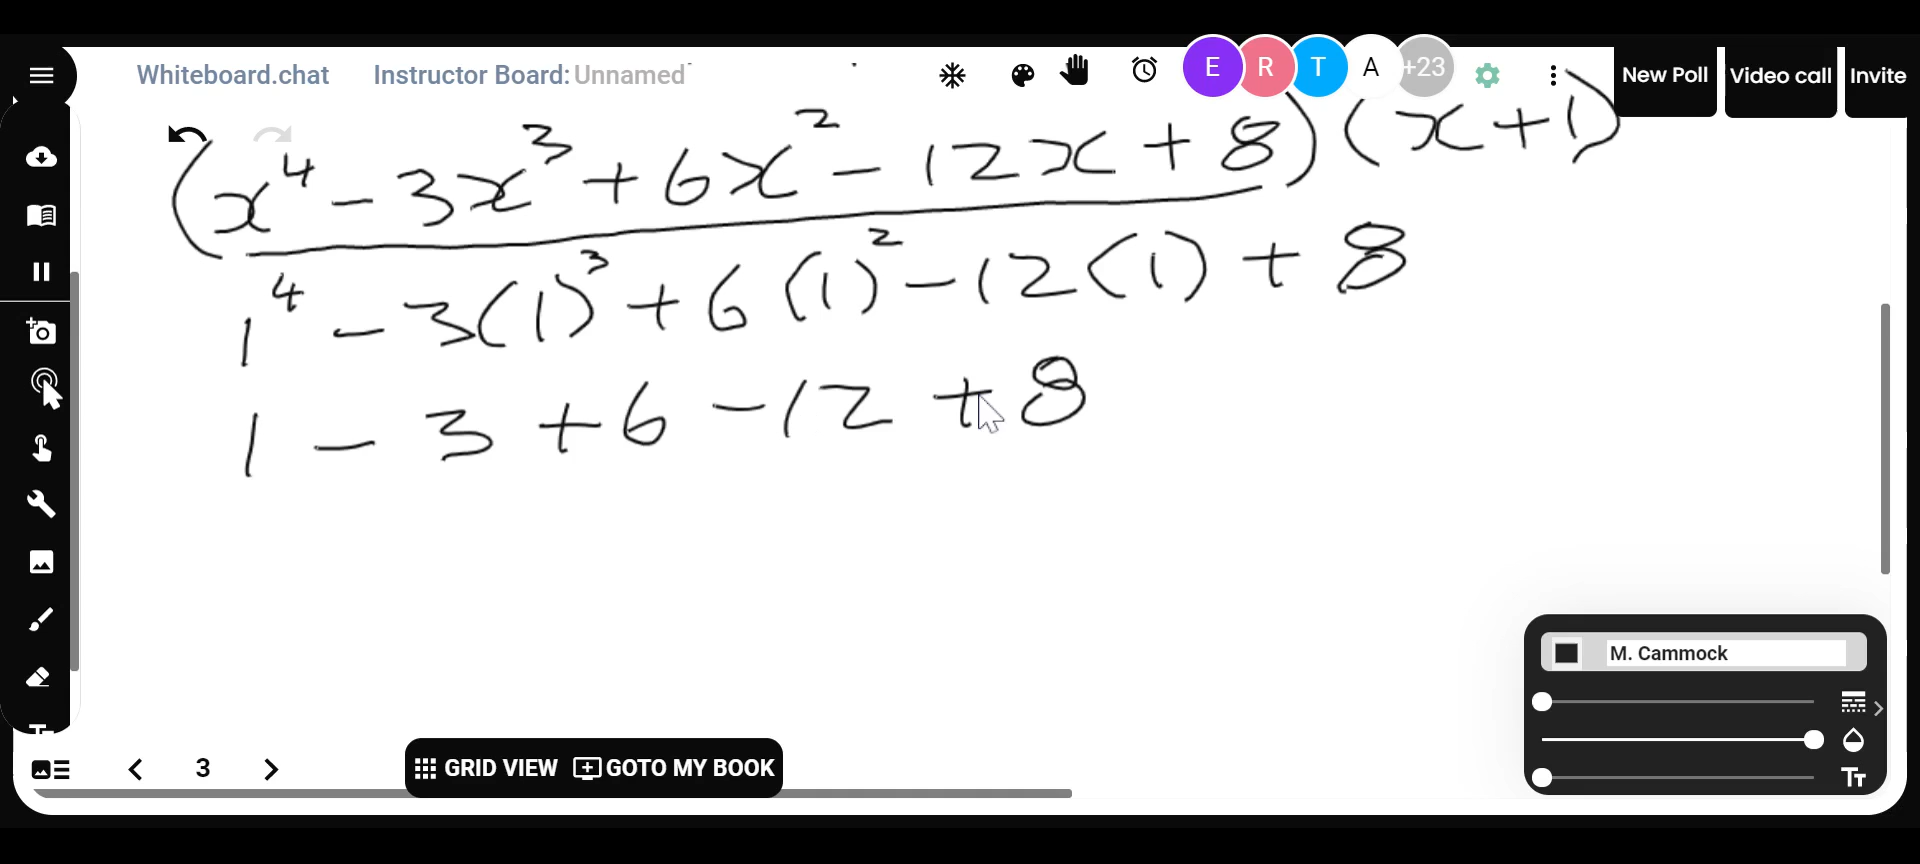 Whiteboard.chat Instructor Board: Unnamed E R T A +23 New Poll Video call Invite
(x⁴ - 3x³ + 6x² - 12x + 8)(x+1)
1⁴ - 3(1)³ + 6(1)² - 12(1) + 8
1 - 3 + 6 - 12 + 8
M. Cammock
3 GRID VIEW GOTO MY BOOK Tт